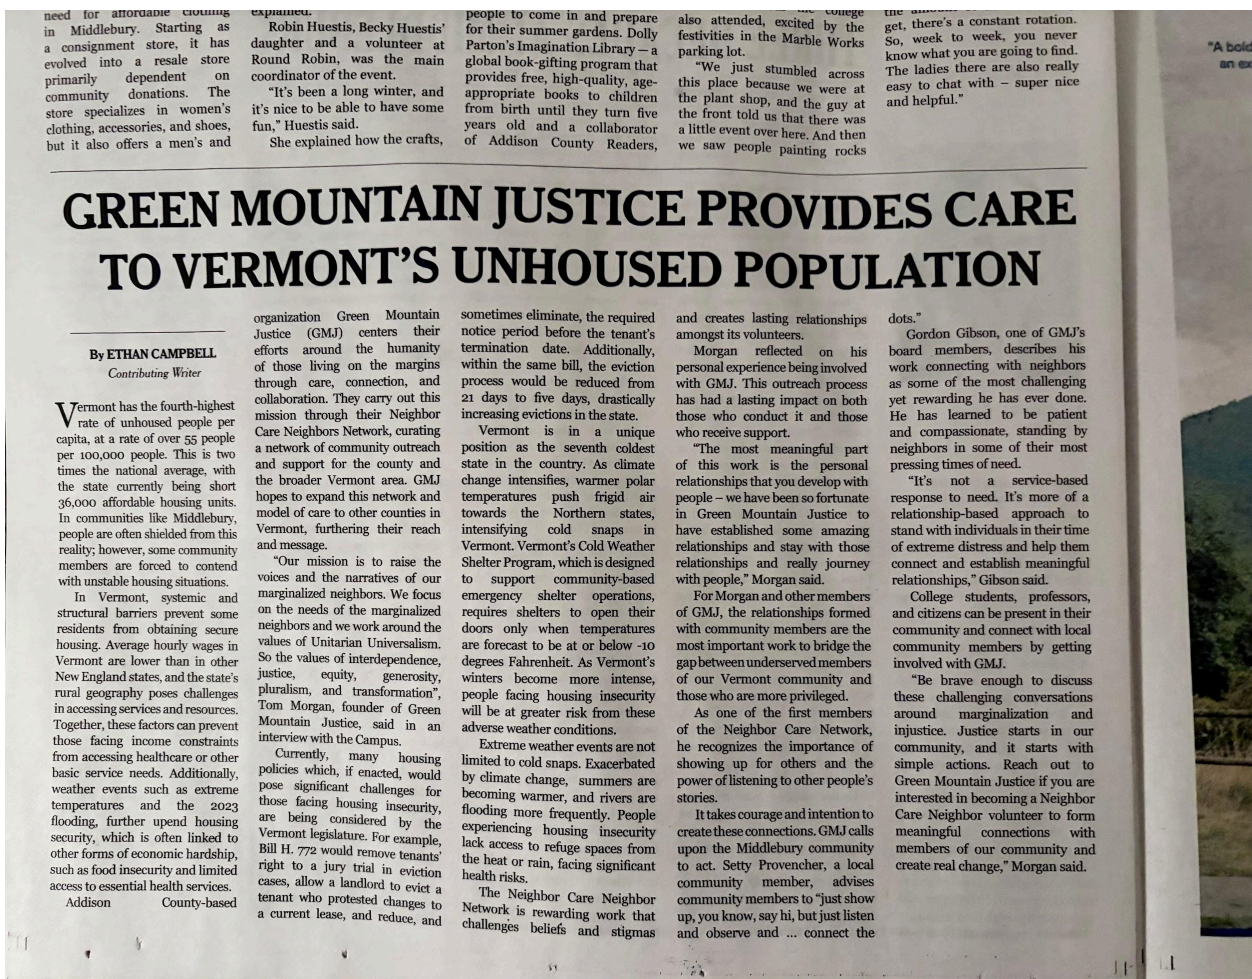 need for affordable clothing
in Middlebury. Starting as
a consignment store, it has
evolved into a resale store
primarily dependent on
community donations. The
store specializes in women's
clothing, accessories, and shoes,
but it also offers a men's and
explained.
Robin Huestis, Becky Huestis'
daughter and a volunteer at
Round Robin, was the main
coordinator of the event.
"It's been a long winter, and
it's nice to be able to have some
fun," Huestis said.
She explained how the crafts,
people to come in and prepare
for their summer gardens. Dolly
Parton's Imagination Library — a
global book-gifting program that
provides free, high-quality, age-
appropriate books to children
from birth until they turn five
years old and a collaborator
of Addison County Readers,
the college
also attended, excited by the
festivities in the Marble Works
parking lot.
"We just stumbled across
this place because we were at
the plant shop, and the guy at
the front told us that there was
a little event over here. And then
we saw people painting rocks
get, there's a constant rotation.
So, week to week, you never
know what you are going to find.
The ladies there are also really
easy to chat with – super nice
and helpful."
"A bold
an ex
GREEN MOUNTAIN JUSTICE PROVIDES CARE
TO VERMONT'S UNHOUSED POPULATION
By ETHAN CAMPBELL
Contributing Writer
Vermont has the fourth-highest
rate of unhoused people per
capita, at a rate of over 55 people
per 100,000 people. This is two
times the national average, with
the state currently being short
36,000 affordable housing units.
In communities like Middlebury,
people are often shielded from this
reality; however, some community
members are forced to contend
with unstable housing situations.
In Vermont, systemic and
structural barriers prevent some
residents from obtaining secure
housing. Average hourly wages in
Vermont are lower than in other
New England states, and the state's
rural geography poses challenges
in accessing services and resources.
Together, these factors can prevent
those facing income constraints
from accessing healthcare or other
basic service needs. Additionally,
weather events such as extreme
temperatures and the 2023
flooding, further upend housing
security, which is often linked to
other forms of economic hardship,
such as food insecurity and limited
access to essential health services.
Addison County-based
organization Green Mountain
Justice (GMJ) centers their
efforts around the humanity
of those living on the margins
through care, connection, and
collaboration. They carry out this
mission through their Neighbor
Care Neighbors Network, curating
a network of community outreach
and support for the county and
the broader Vermont area. GMJ
hopes to expand this network and
model of care to other counties in
Vermont, furthering their reach
and message.
"Our mission is to raise the
voices and the narratives of our
marginalized neighbors. We focus
on the needs of the marginalized
neighbors and we work around the
values of Unitarian Universalism.
So the values of interdependence,
justice, equity, generosity,
pluralism, and transformation",
Tom Morgan, founder of Green
Mountain Justice, said in an
interview with the Campus.
Currently, many housing
policies which, if enacted, would
pose significant challenges for
those facing housing insecurity,
are being considered by the
Vermont legislature. For example,
Bill H. 772 would remove tenants'
right to a jury trial in eviction
cases, allow a landlord to evict a
tenant who protested changes to
a current lease, and reduce, and
sometimes eliminate, the required
notice period before the tenant's
termination date. Additionally,
within the same bill, the eviction
process would be reduced from
21 days to five days, drastically
increasing evictions in the state.
Vermont is in a unique
position as the seventh coldest
state in the country. As climate
change intensifies, warmer polar
temperatures push frigid air
towards the Northern states,
intensifying cold snaps in
Vermont. Vermont's Cold Weather
Shelter Program, which is designed
to support community-based
emergency shelter operations,
requires shelters to open their
doors only when temperatures
are forecast to be at or below -10
degrees Fahrenheit. As Vermont's
winters become more intense,
people facing housing insecurity
will be at greater risk from these
adverse weather conditions.
Extreme weather events are not
limited to cold snaps. Exacerbated
by climate change, summers are
becoming warmer, and rivers are
flooding more frequently. People
experiencing housing insecurity
lack access to refuge spaces from
the heat or rain, facing significant
health risks.
The Neighbor Care Neighbor
Network is rewarding work that
challenges beliefs and stigmas
and creates lasting relationships
amongst its volunteers.
Morgan reflected on his
personal experience being involved
with GMJ. This outreach process
has had a lasting impact on both
those who conduct it and those
who receive support.
"The most meaningful part
of this work is the personal
relationships that you develop with
people – we have been so fortunate
in Green Mountain Justice to
have established some amazing
relationships and stay with those
relationships and really journey
with people," Morgan said.
For Morgan and other members
of GMJ, the relationships formed
with community members are the
most important work to bridge the
gap between underserved members
of our Vermont community and
those who are more privileged.
As one of the first members
of the Neighbor Care Network,
he recognizes the importance of
showing up for others and the
power of listening to other people's
stories.
It takes courage and intention to
create these connections. GMJ calls
upon the Middlebury community
to act. Setty Provencher, a local
community member, advises
community members to "just show
up, you know, say hi, but just listen
and observe and ... connect the
dots."
Gordon Gibson, one of GMJ's
board members, describes his
work connecting with neighbors
as some of the most challenging
yet rewarding he has ever done.
He has learned to be patient
and compassionate, standing by
neighbors in some of their most
pressing times of need.
"It's not a service-based
response to need. It's more of a
relationship-based approach to
stand with individuals in their time
of extreme distress and help them
connect and establish meaningful
relationships," Gibson said.
College students, professors,
and citizens can be present in their
community and connect with local
community members by getting
involved with GMJ.
"Be brave enough to discuss
these challenging conversations
around marginalization and
injustice. Justice starts in our
community, and it starts with
simple actions. Reach out to
Green Mountain Justice if you are
interested in becoming a Neighbor
Care Neighbor volunteer to form
meaningful connections with
members of our community and
create real change," Morgan said.